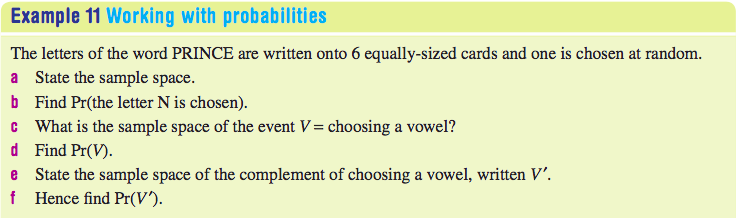 Example 11 Working with probabilities
The letters of the word PRINCE are written onto 6 equally-sized cards and one is chosen at random.
a State the sample space.
b Find Pr(the letter N is chosen).
c What is the sample space of the event V = choosing a vowel?
d Find Pr(V).
e State the sample space of the complement of choosing a vowel, written V′.
f Hence find Pr(V′).